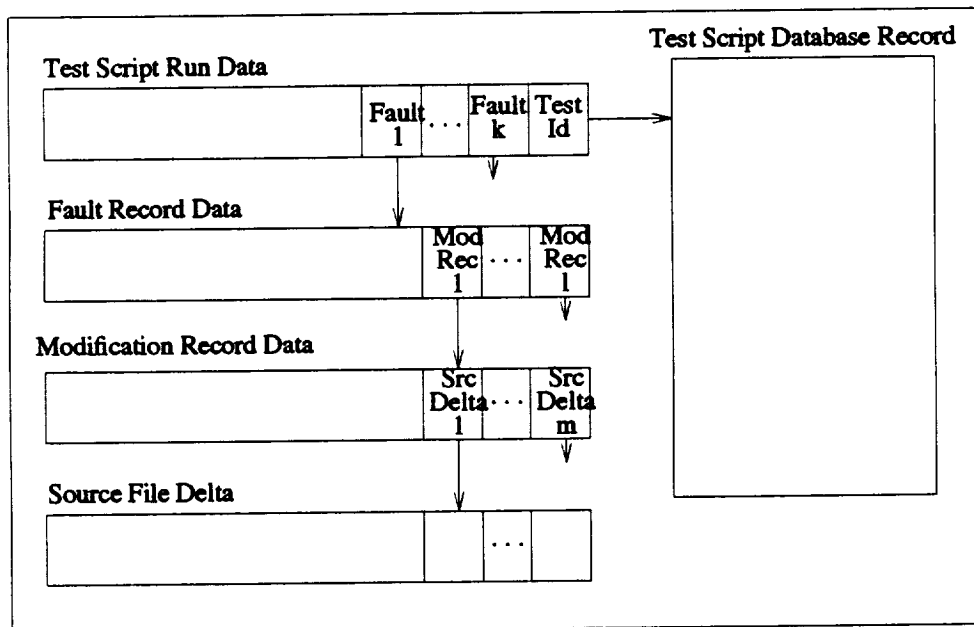 Test Script Database Record
Test Script Run Data
Fault
1
...
Fault
k
Test
Id
Fault Record Data
Mod
Rec
1
...
Mod
Rec
l
Modification Record Data
Src
Delta
1
...
Src
Delta
m
Source File Delta
...